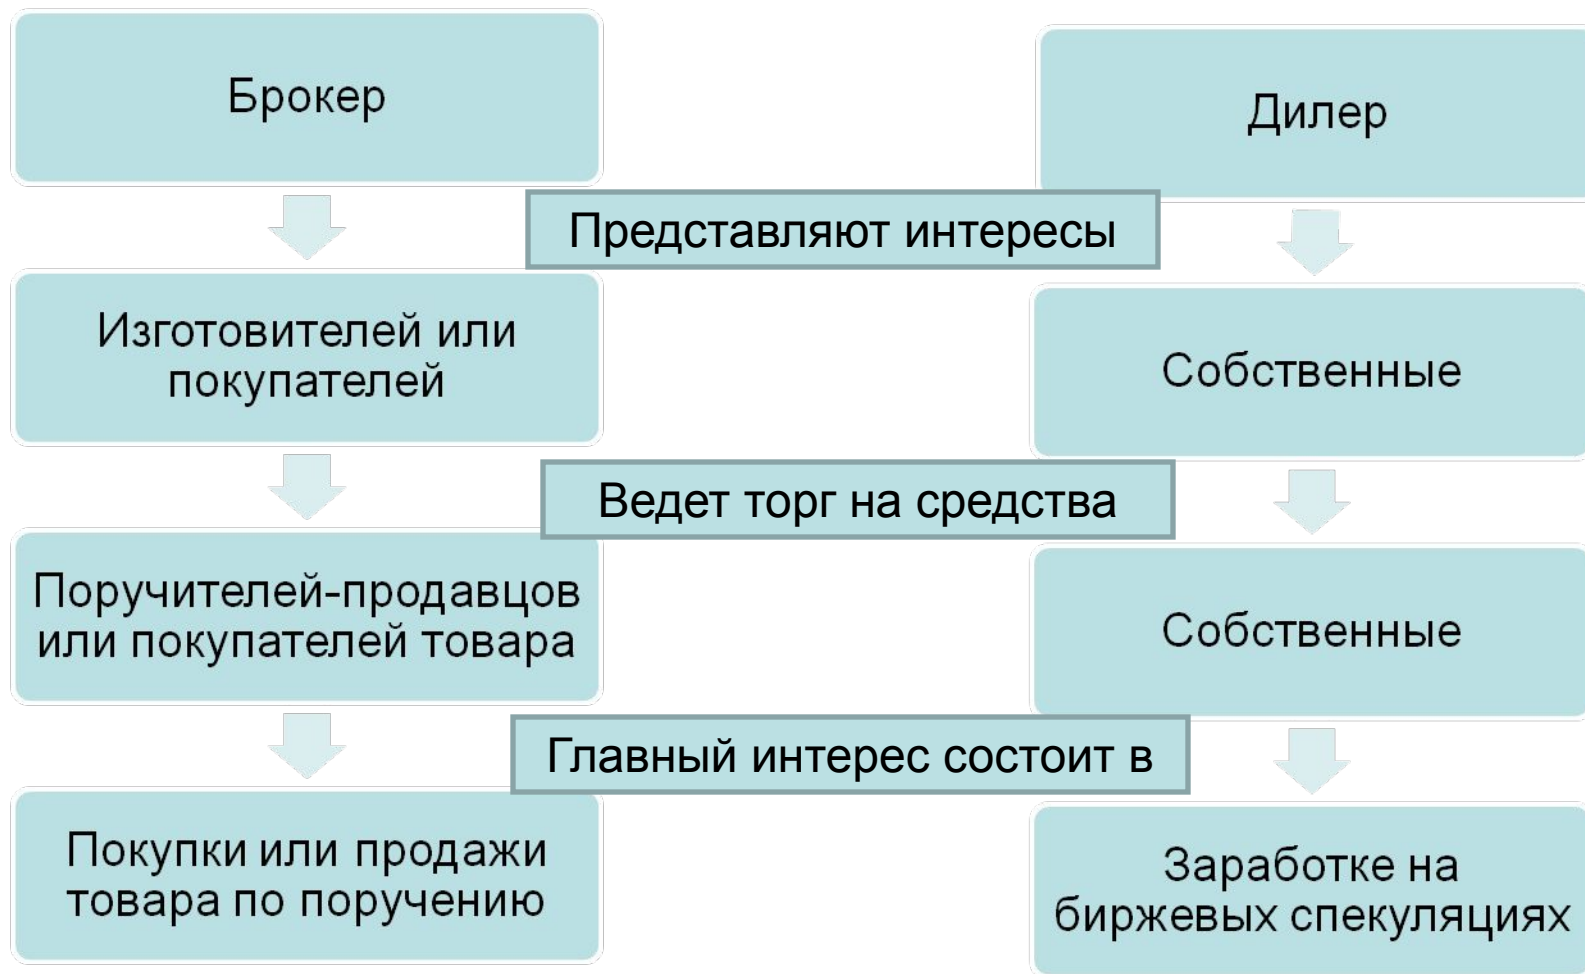 Брокер
Дилер
Представляют интересы
Изготовителей или
покупателей
Собственные
Ведет торг на средства
Поручителей-продавцов
или покупателей товара
Собственные
Главный интерес состоит в
Покупки или продажи
товара по поручению
Заработке на
биржевых спекуляциях